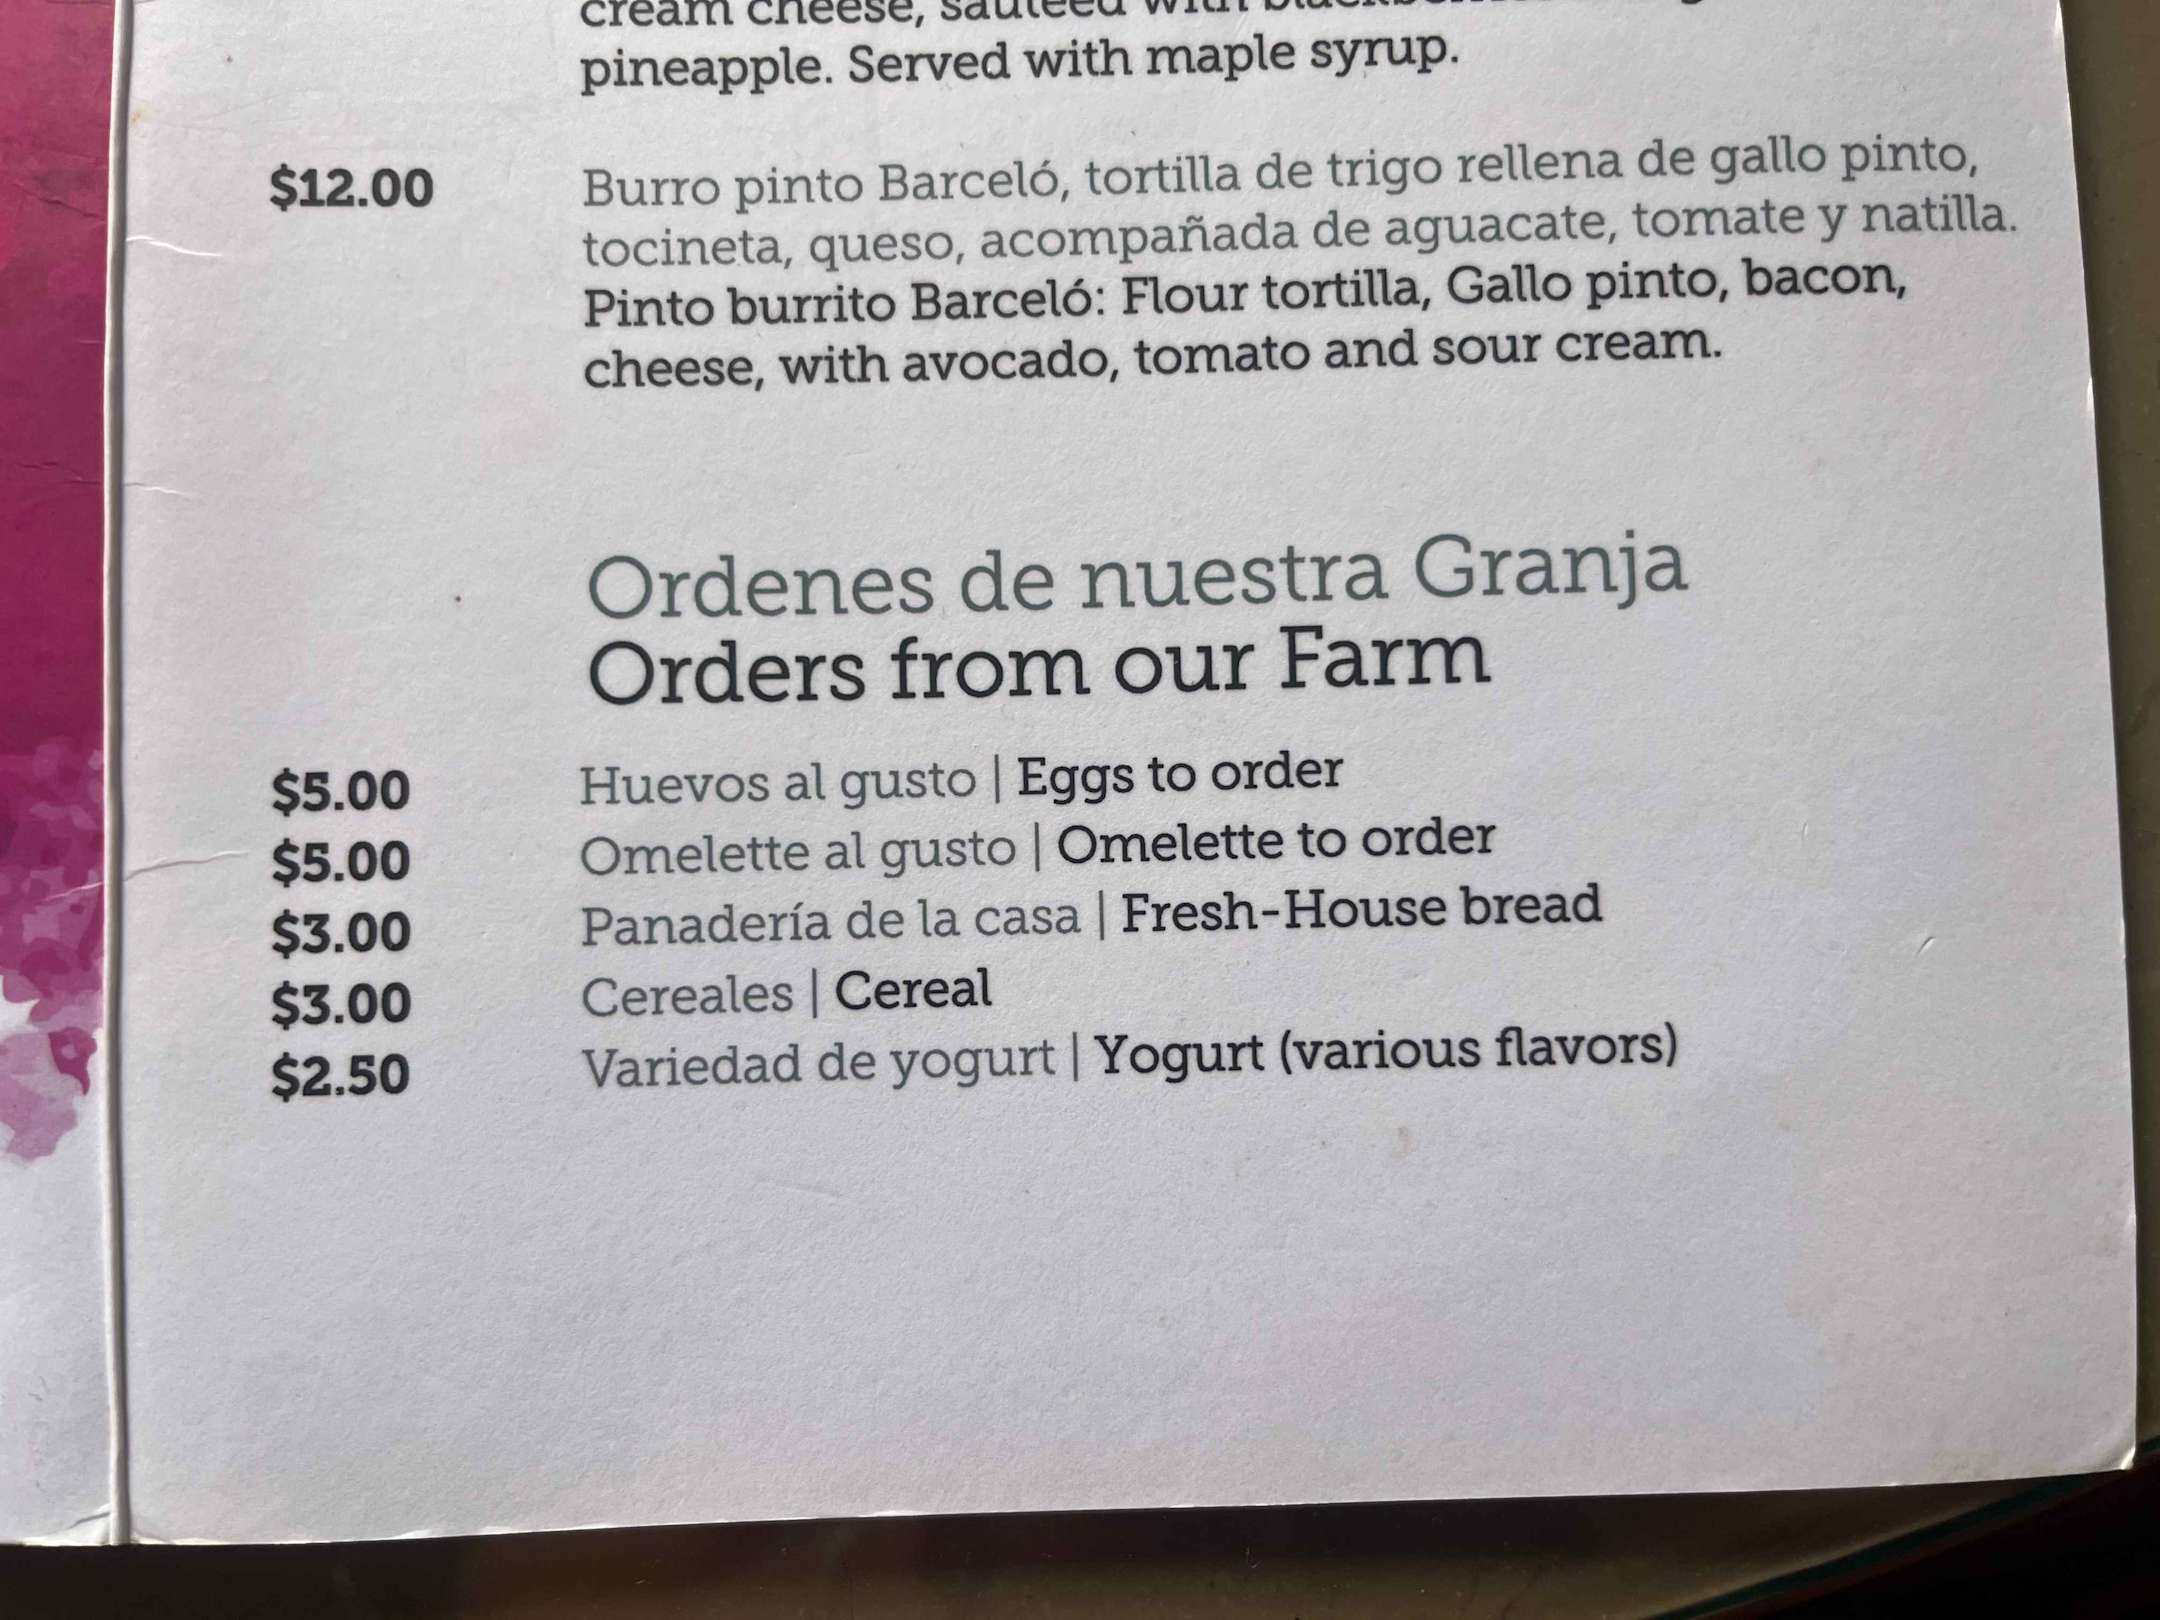 cream cheese, sauteed with
pineapple. Served with maple syrup.
$12.00 Burro pinto Barceló, tortilla de trigo rellena de gallo pinto,
tocineta, queso, acompañada de aguacate, tomate y natilla.
Pinto burrito Barceló: Flour tortilla, Gallo pinto, bacon,
cheese, with avocado, tomato and sour cream.
Ordenes de nuestra Granja
Orders from our Farm
$5.00 Huevos al gusto | Eggs to order
$5.00 Omelette al gusto | Omelette to order
$3.00 Panadería de la casa | Fresh-House bread
$3.00 Cereales | Cereal
$2.50 Variedad de yogurt | Yogurt (various flavors)